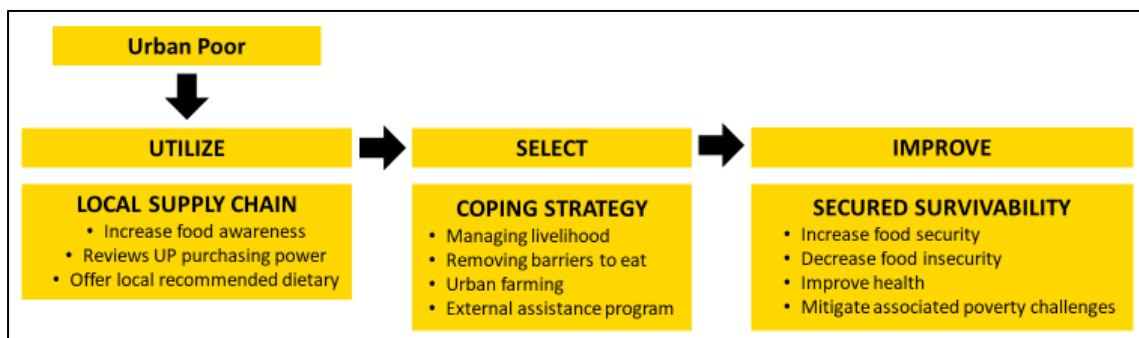 Urban Poor
UTILIZE
SELECT
IMPROVE
LOCAL SUPPLY CHAIN
• Increase food awareness
• Reviews UP purchasing power
• Offer local recommended dietary
COPING STRATEGY
• Managing livelihood
• Removing barriers to eat
• Urban farming
• External assistance program
SECURED SURVIVABILITY
• Increase food security
• Decrease food insecurity
• Improve health
• Mitigate associated poverty challenges